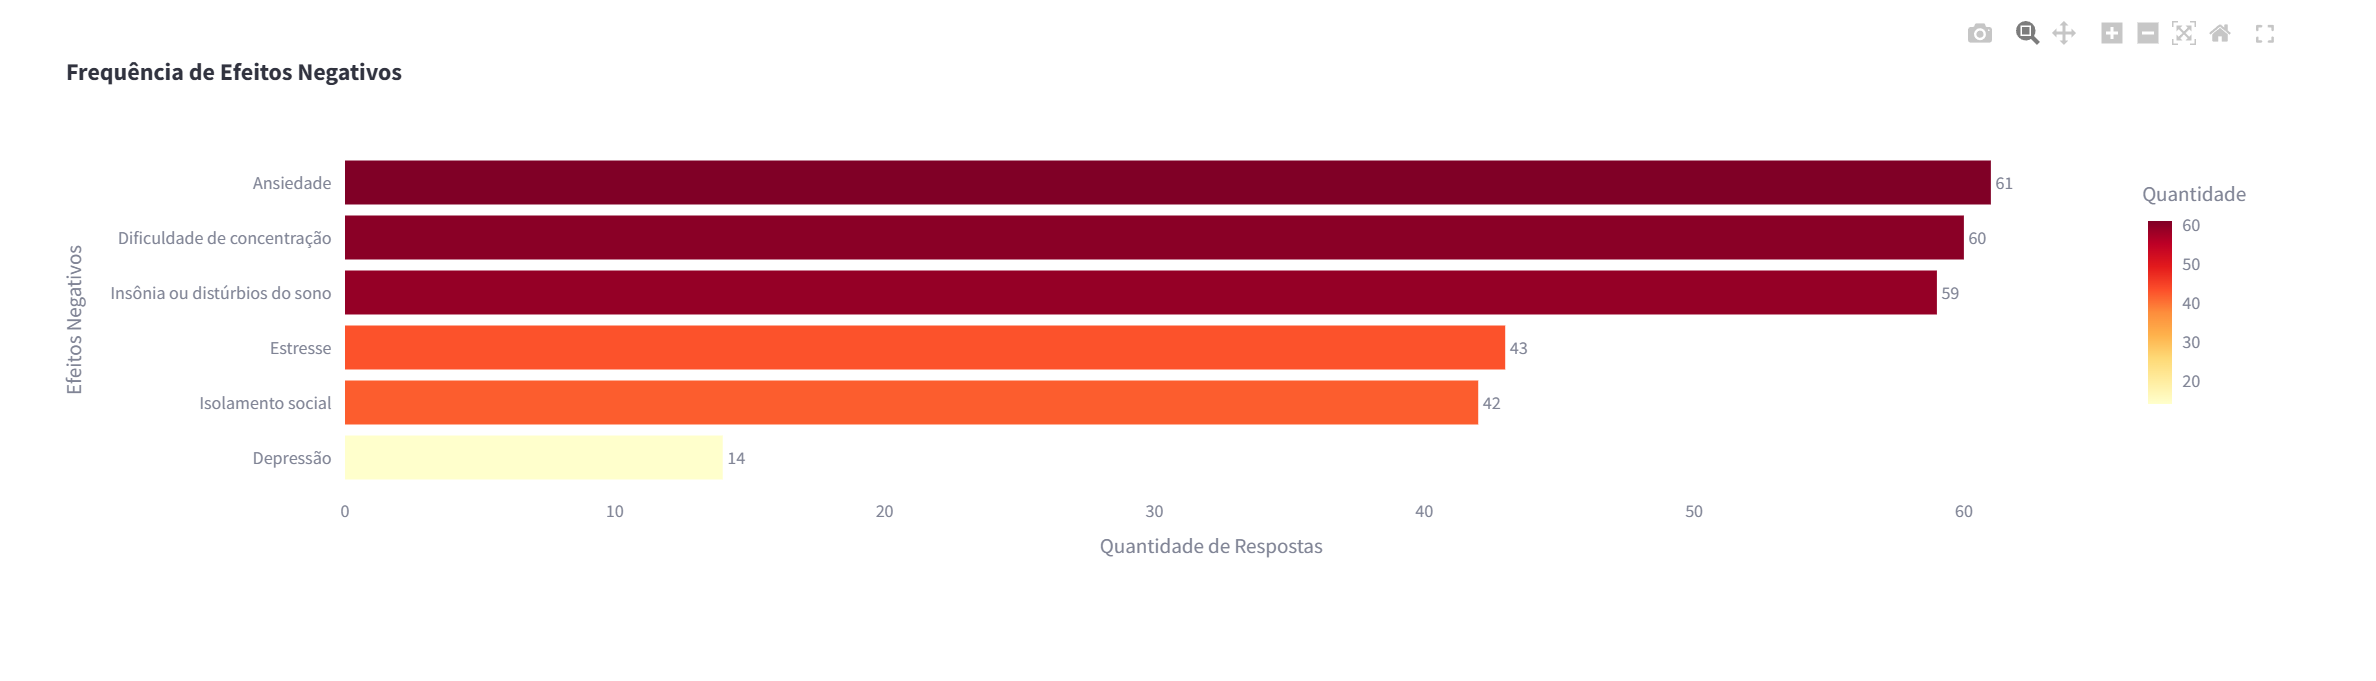 Frequência de Efeitos Negativos
Efeitos Negativos
Ansiedade 61
Dificuldade de concentração 60
Insônia ou distúrbios do sono 59
Estresse 43
Isolamento social 42
Depressão 14
0 10 20 30 40 50 60
Quantidade de Respostas
Quantidade
60
50
40
30
20